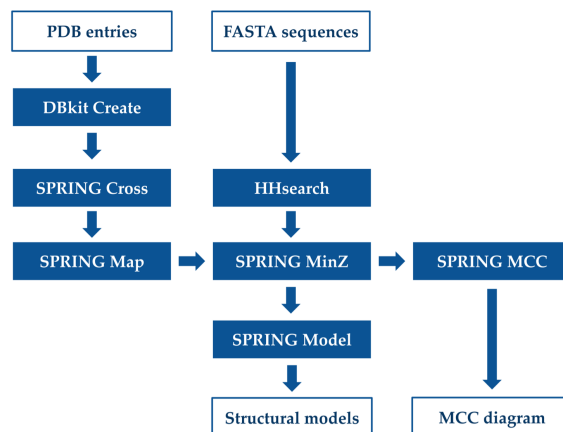 PDB entries
FASTA sequences
DBkit Create
SPRING Cross
HHsearch
SPRING Map
SPRING MinZ
SPRING MCC
SPRING Model
Structural models
MCC diagram